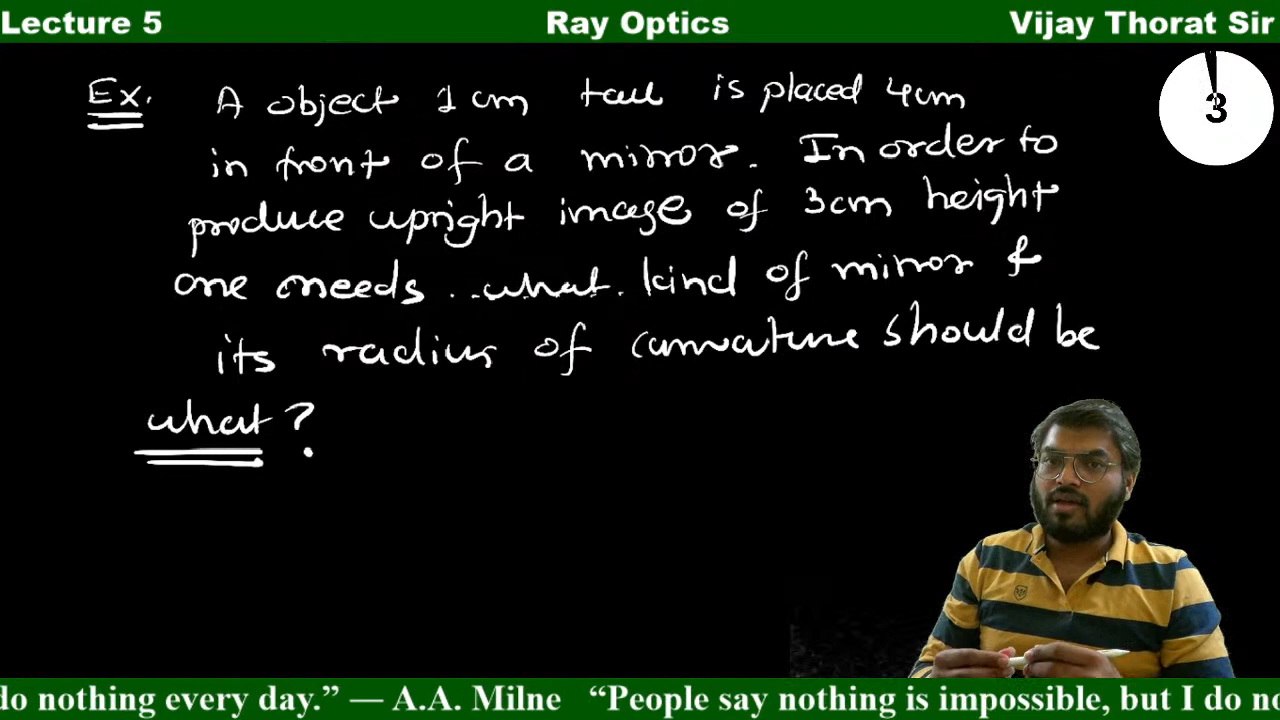 Lecture 5 Ray Optics Vijay Thorat Sir
3
Ex. A object 1 cm tall is placed 4cm
in front of a mirror. In order to
produce upright image of 3cm height
one needs ..what. kind of mirror &
its radius of curvature should be
what?
do nothing every day.” — A.A. Milne “People say nothing is impossible, but I do no